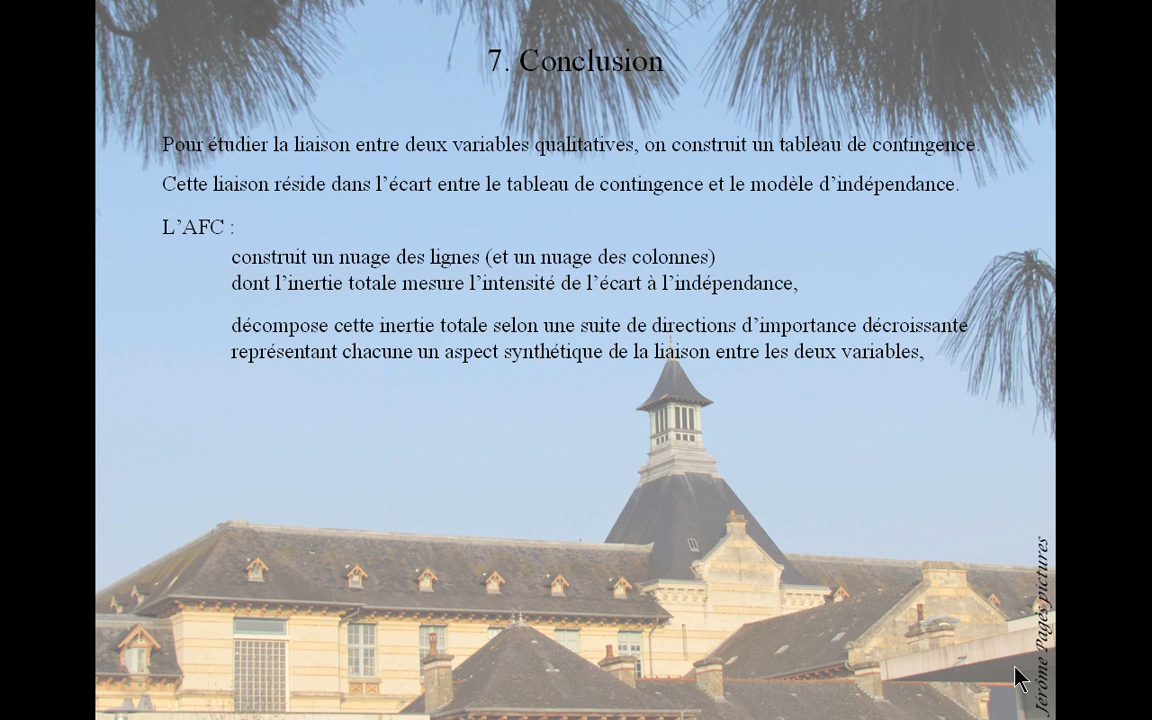 7. Conclusion
Pour étudier la liaison entre deux variables qualitatives, on construit un tableau de contingence.
Cette liaison réside dans l’écart entre le tableau de contingence et le modèle d’indépendance.
L’AFC :
construit un nuage des lignes (et un nuage des colonnes)
dont l’inertie totale mesure l’intensité de l’écart à l’indépendance,
décompose cette inertie totale selon une suite de directions d’importance décroissante
représentant chacune un aspect synthétique de la liaison entre les deux variables,
Jerôme Pagès pictures